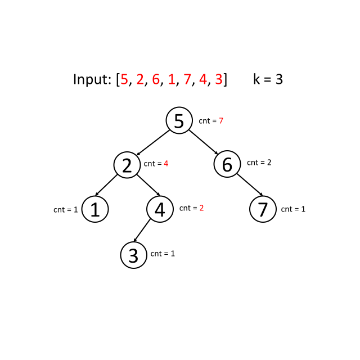 Input: [5, 2, 6, 1, 7, 4, 3] k = 3
5 cnt = 7
2 cnt = 4 6 cnt = 2
cnt = 1 1 4 cnt = 2 7 cnt = 1
3 cnt = 1